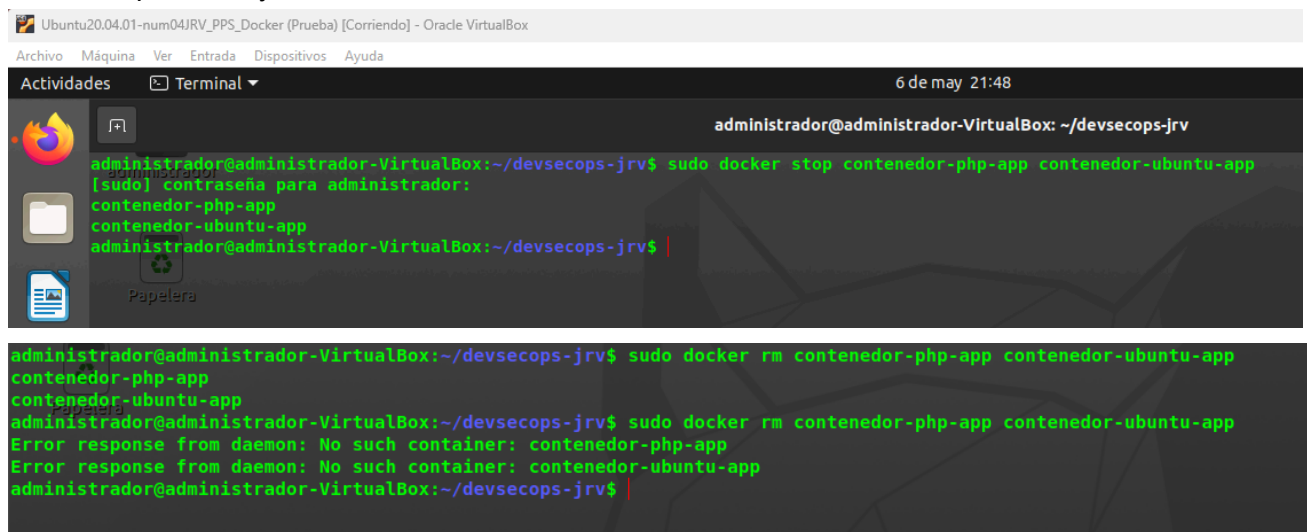 Ubuntu20.04.01-num04JRV_PPS_Docker (Prueba) [Corriendo] - Oracle VirtualBox
Archivo Máquina Ver Entrada Dispositivos Ayuda
Actividades Terminal 6 de may 21:48
administrador@administrador-VirtualBox: ~/devsecops-jrv
administrador@administrador-VirtualBox:~/devsecops-jrv$ sudo docker stop contenedor-php-app contenedor-ubuntu-app
administrador
[sudo] contraseña para administrador:
contenedor-php-app
contenedor-ubuntu-app
administrador@administrador-VirtualBox:~/devsecops-jrv$
Papelera
administrador@administrador-VirtualBox:~/devsecops-jrv$ sudo docker rm contenedor-php-app contenedor-ubuntu-app
contenedor-php-app
contenedor-ubuntu-app
Papelera
administrador@administrador-VirtualBox:~/devsecops-jrv$ sudo docker rm contenedor-php-app contenedor-ubuntu-app
Error response from daemon: No such container: contenedor-php-app
Error response from daemon: No such container: contenedor-ubuntu-app
administrador@administrador-VirtualBox:~/devsecops-jrv$